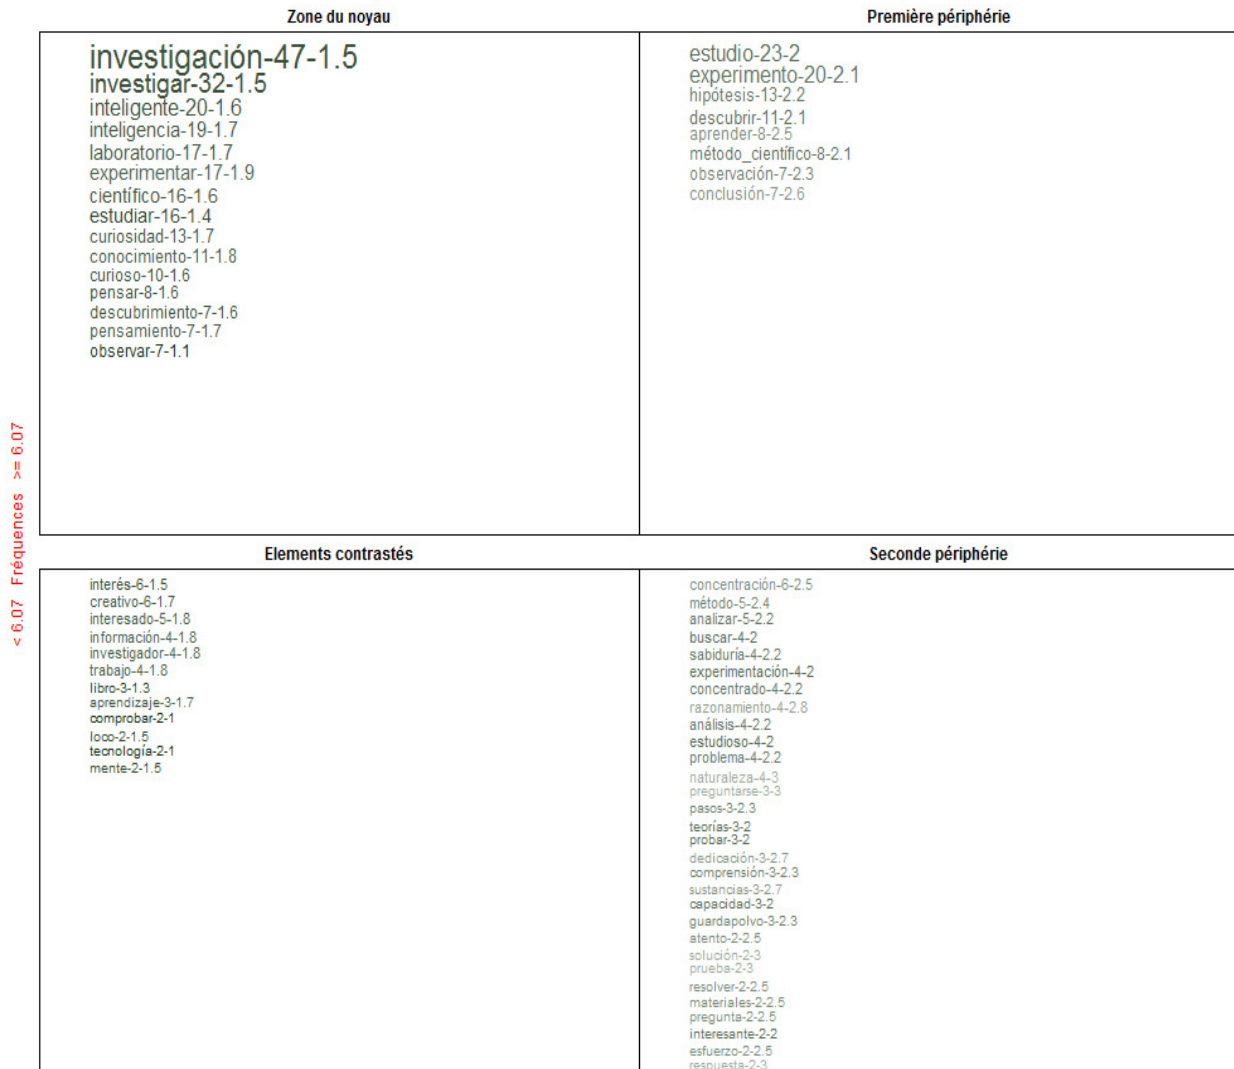 Zone du noyau
investigación-47-1.5
investigar-32-1.5
inteligente-20-1.6
inteligencia-19-1.7
laboratorio-17-1.7
experimentar-17-1.9
científico-16-1.6
estudiar-16-1.4
curiosidad-13-1.7
conocimiento-11-1.8
curioso-10-1.6
pensar-8-1.6
descubrimiento-7-1.6
pensamiento-7-1.7
observar-7-1.1
Première périphérie
estudio-23-2
experimento-20-2.1
hipótesis-13-2.2
descubrir-11-2.1
aprender-8-2.5
método_científico-8-2.1
observación-7-2.3
conclusión-7-2.6
< 6.07 Fréquences >= 6.07
Elements contrastés
interés-6-1.5
creativo-6-1.7
interesado-5-1.8
información-4-1.8
investigador-4-1.8
trabajo-4-1.8
libro-3-1.3
aprendizaje-3-1.7
comprobar-2-1
loco-2-1.5
tecnología-2-1
mente-2-1.5
Seconde périphérie
concentración-6-2.5
método-5-2.4
analizar-5-2.2
buscar-4-2
sabiduría-4-2.2
experimentación-4-2
concentrado-4-2.2
razonamiento-4-2.8
análisis-4-2.2
estudioso-4-2
problema-4-2.2
naturaleza-4-3
preguntarse-3-3
pasos-3-2.3
teorías-3-2
probar-3-2
dedicación-3-2.7
comprensión-3-2.3
sustancias-3-2.7
capacidad-3-2
guardapolvo-3-2.3
atento-2-2.5
solución-2-3
prueba-2-3
resolver-2-2.5
materiales-2-2.5
pregunta-2-2.5
interesante-2-2
esfuerzo-2-2.5
respuesta-2-3